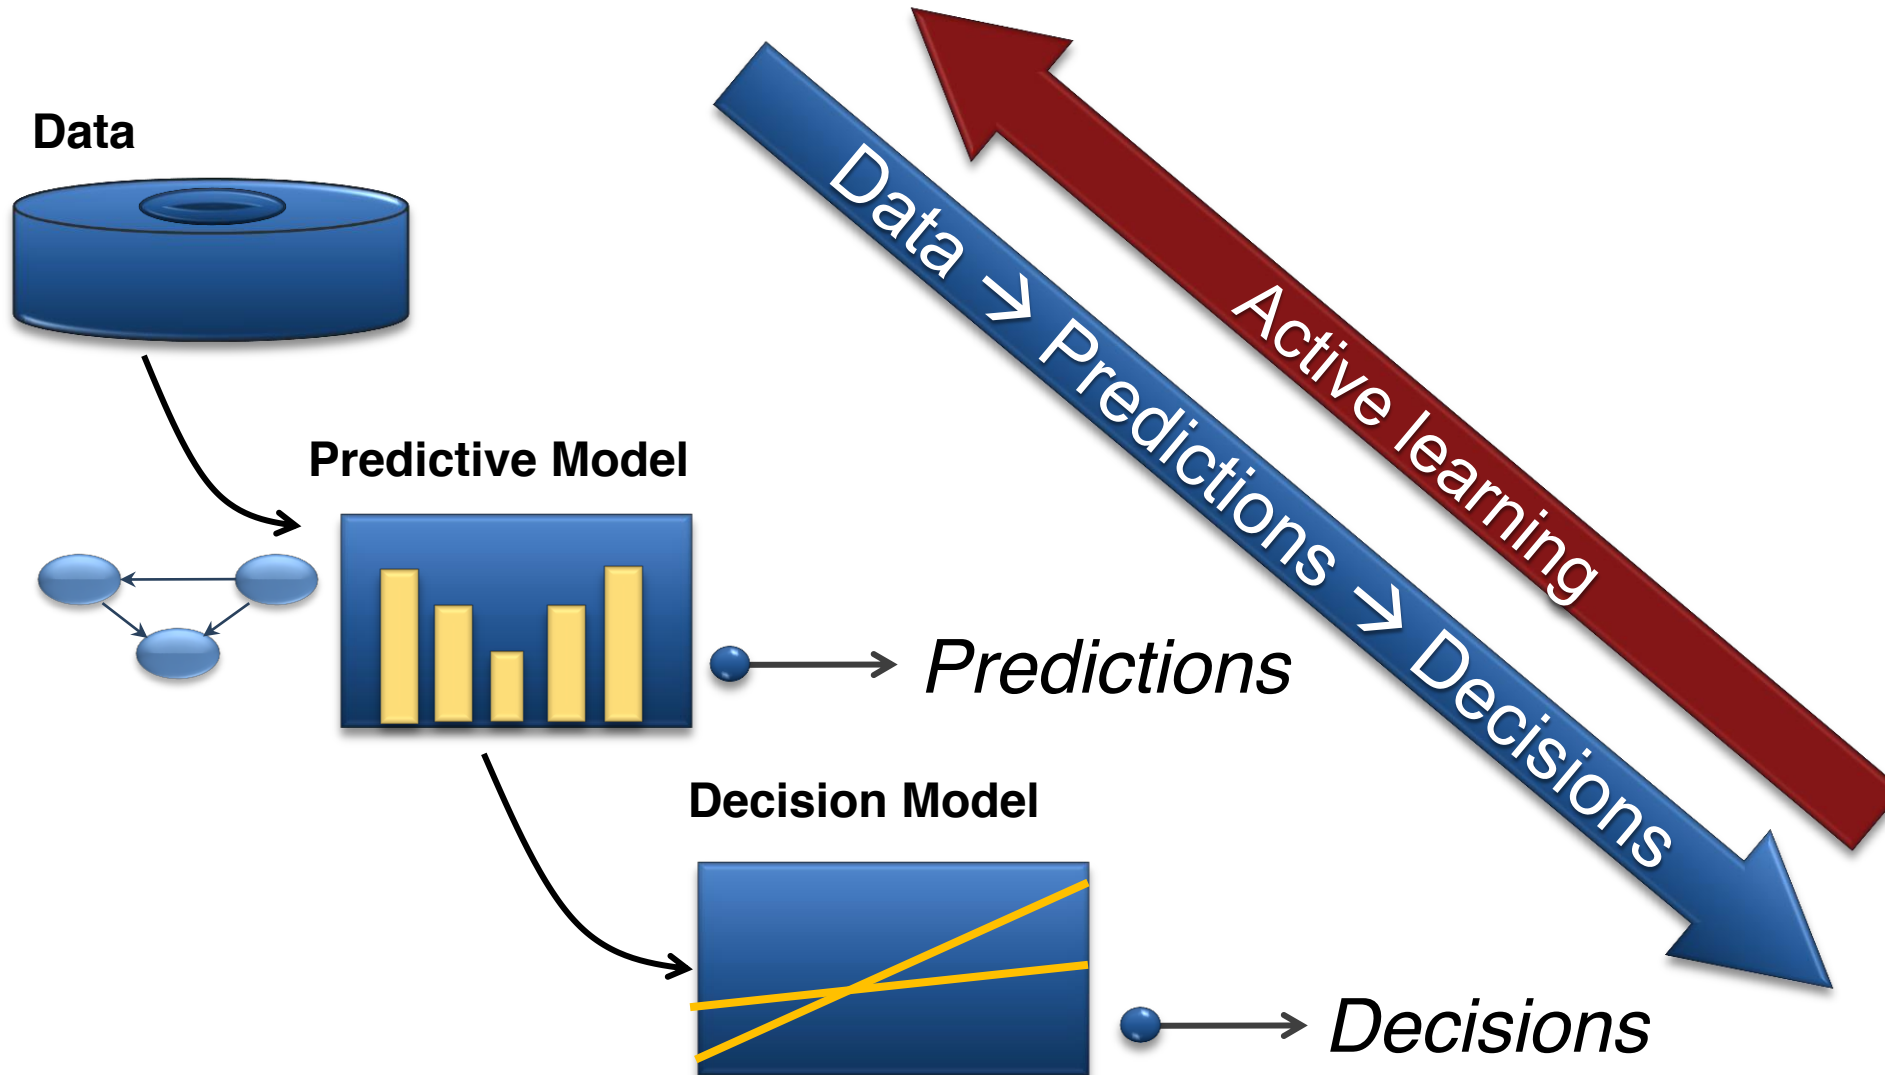 Data
Predictive Model
Predictions
Decision Model
Decisions
Data → Predictions → Decisions
Active learning